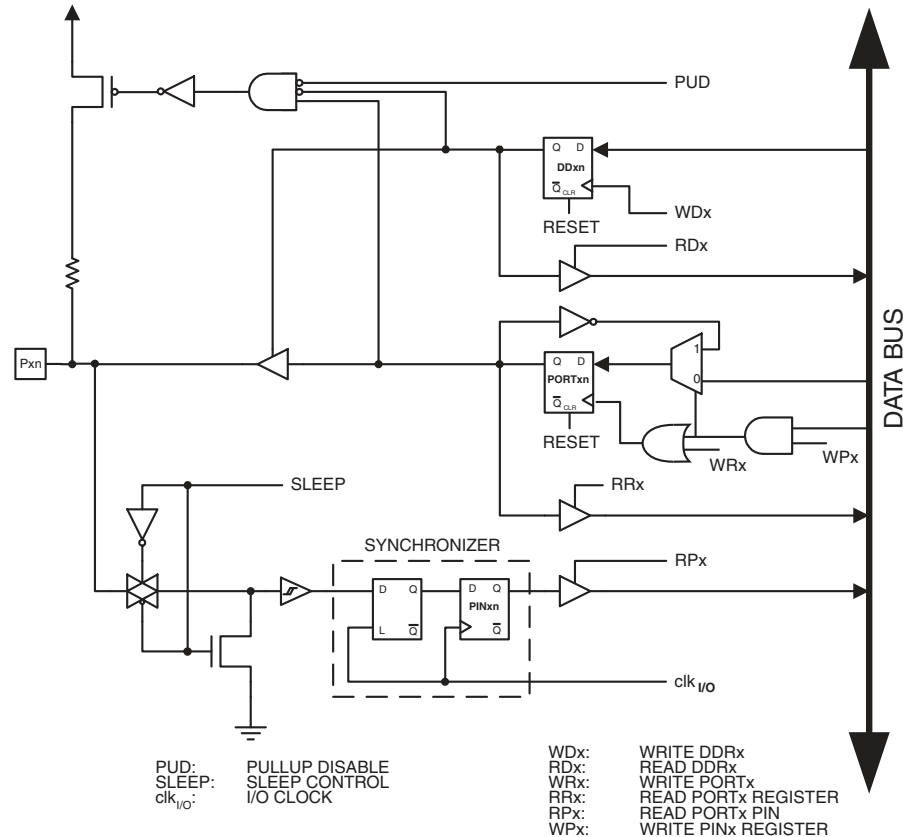 PUD
Q D
DDxn
Q CLR
WDx
RESET
RDx
Pxn
1
Q D
PORTxn
0
Q CLR
DATA BUS
RESET
WRx
WPx
SLEEP
RRx
SYNCHRONIZER
RPx
D Q
D Q
PINxn
L Q
Q
clk I/O
PUD: PULLUP DISABLE
SLEEP: SLEEP CONTROL
clkI/O: I/O CLOCK
WDx: WRITE DDRx
RDx: READ DDRx
WRx: WRITE PORTx
RRx: READ PORTx REGISTER
RPx: READ PORTx PIN
WPx: WRITE PINx REGISTER